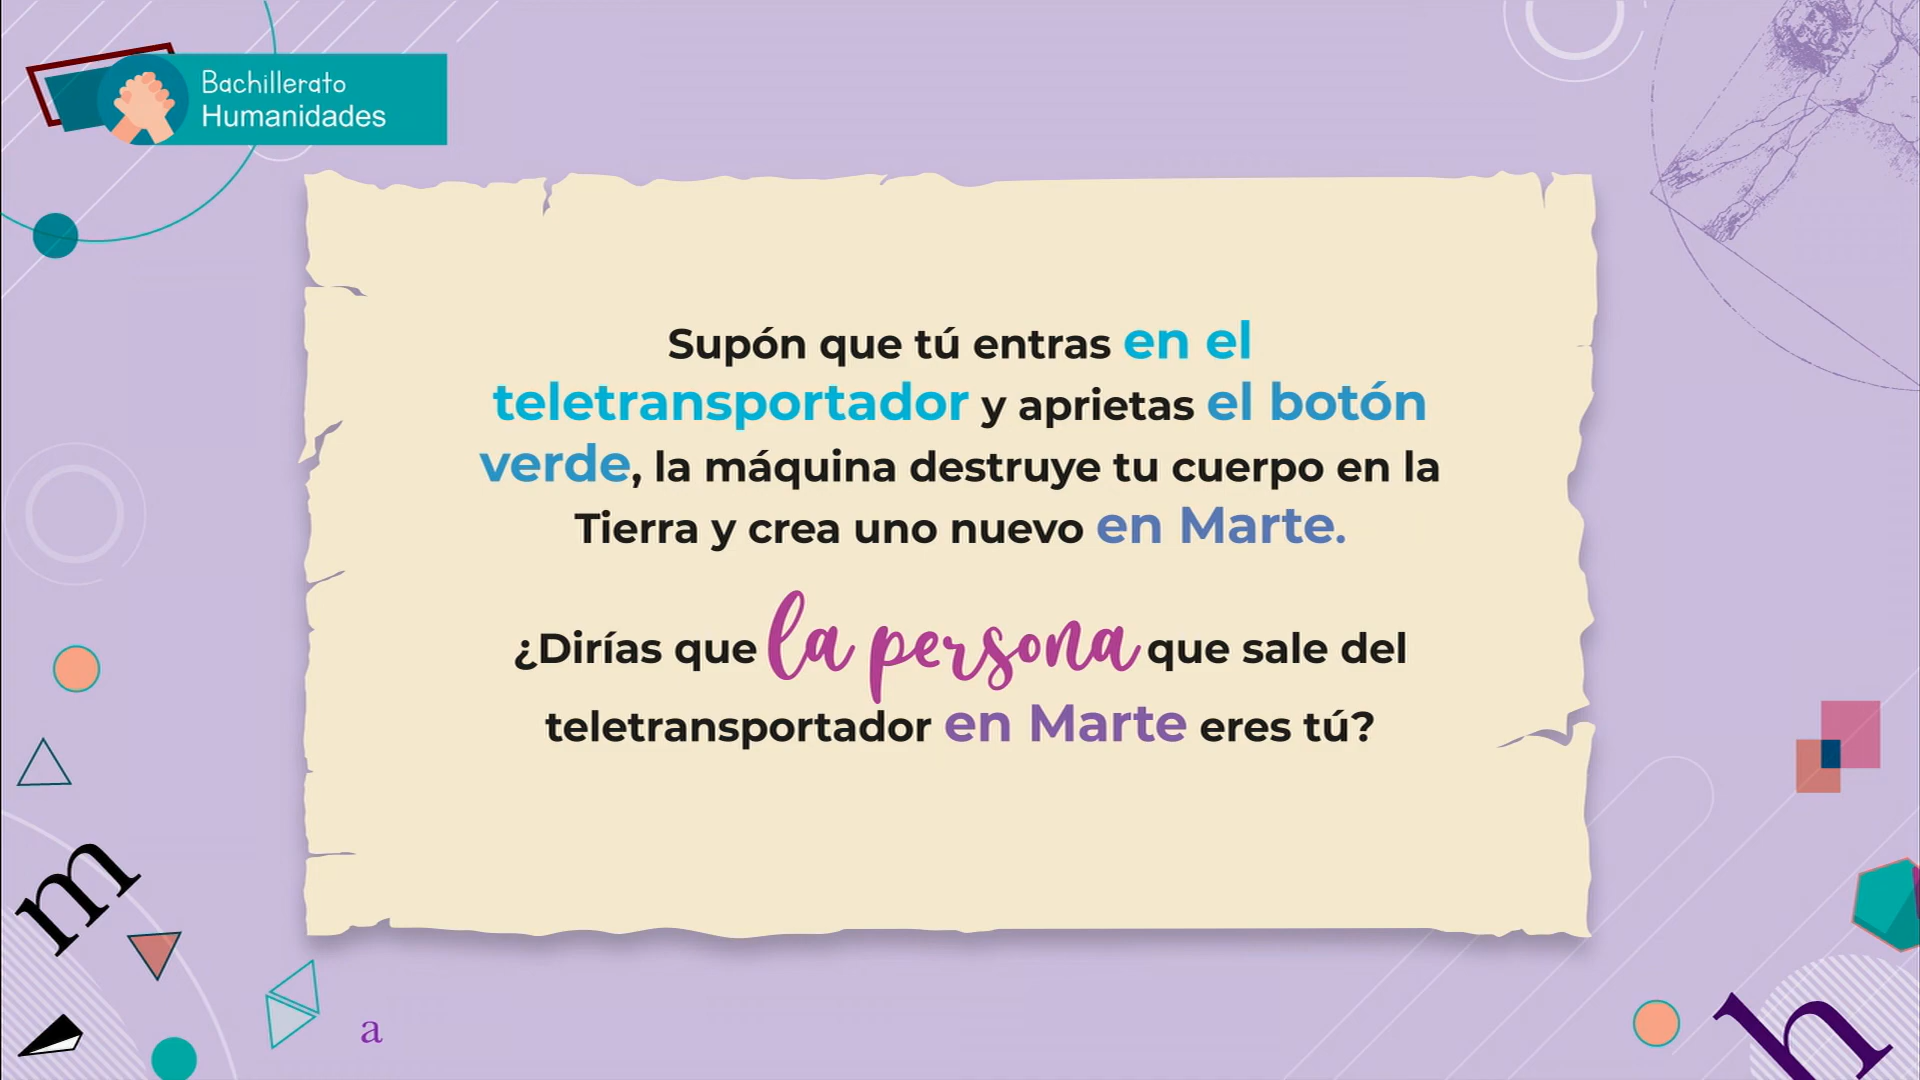 Bachillerato
Humanidades
Supón que tú entras en el
teletransportador y aprietas el botón
verde, la máquina destruye tu cuerpo en la
Tierra y crea uno nuevo en Marte.
¿Dirías que la persona que sale del
teletransportador en Marte eres tú?
m
a
h